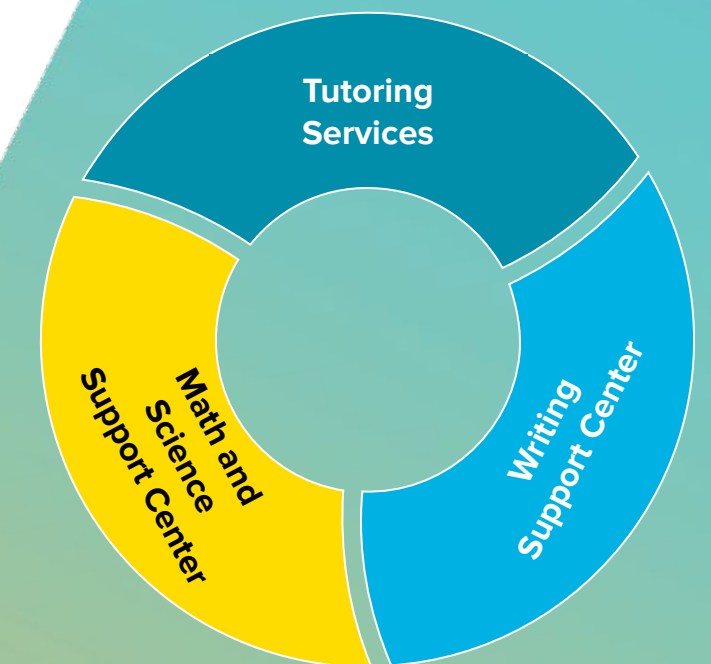 Tutoring
Services
Writing
Support Center
Math and
Science
Support Center